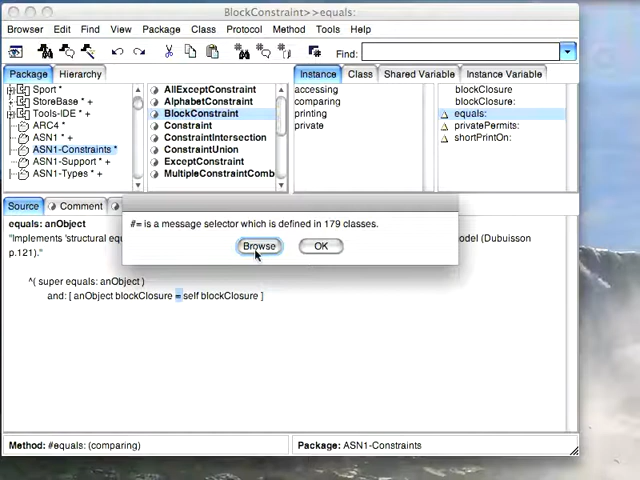 BlockConstraint>>equals:
Browser Edit Find View Package Class Protocol Method Tools Help
Find:
Package Hierarchy Instance Class Shared Variable Instance Variable
Sport *
StoreBase * +
Tools-IDE * +
ARC4 *
ASN1 * +
ASN1-Constraints *
ASN1-Support * +
ASN1-Types * +
AllExceptConstraint
AlphabetConstraint
BlockConstraint
Constraint
ConstraintIntersection
ConstraintUnion
ExceptConstraint
MultipleConstraintComb
accessing
comparing
printing
private
blockClosure
blockClosure:
equals:
privatePermits:
shortPrintOn:
Source Comment
equals: anObject
"Implements 'structural equ
odel (Dubuisson
p.121)."
^( super equals: anObject )
and: [ anObject blockClosure = self blockClosure ]
#= is a message selector which is defined in 179 classes.
Browse OK
Method: #equals: (comparing) Package: ASN1-Constraints